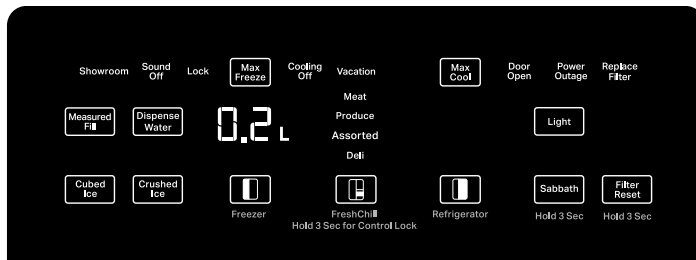 Showroom
Sound
Off
Lock
Max
Freeze
Cooling
Off
Vacation
Max
Cool
Door
Open
Power
Outage
Replace
Filter
Meat
Measured
Fill
Dispense
Water
0.2 L
Produce
Assorted
Deli
Light
Cubed
Ice
Crushed
Ice
Freezer
FreshChill
Hold 3 Sec for Control Lock
Refrigerator
Sabbath
Hold 3 Sec
Filter
Reset
Hold 3 Sec